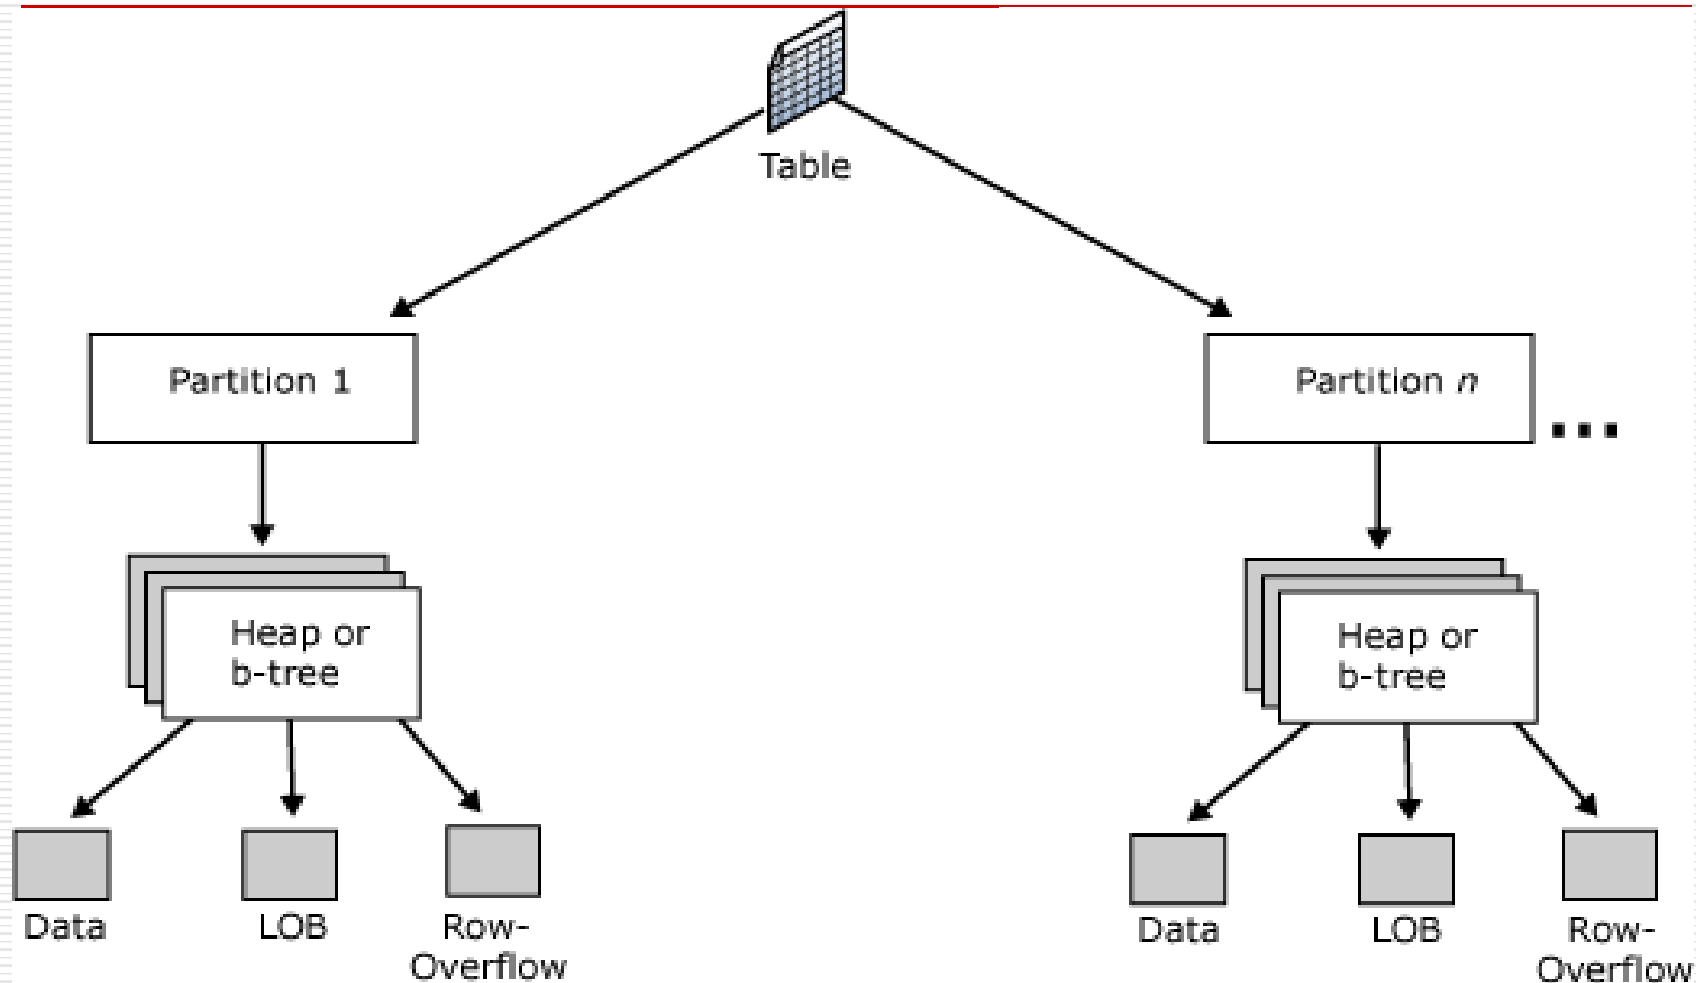 Table
Partition 1
Partition n
...
Heap or
b-tree
Heap or
b-tree
Data
LOB
Row-
Overflow
Data
LOB
Row-
Overflow